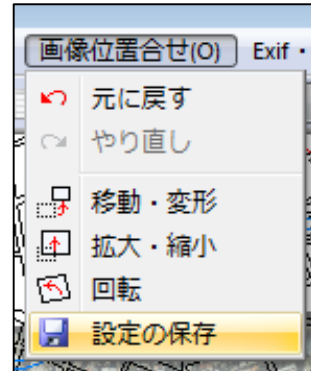 画像位置合せ(O) Exif・
元に戻す
やり直し
移動・変形
拡大・縮小
回転
設定の保存